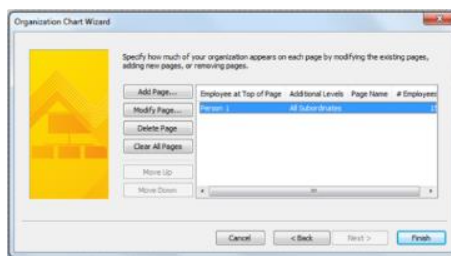 Organization Chart Wizard
Specify how much of your organization appears on each page by modifying the existing pages,
adding new pages, or removing pages.
Add Page...
Modify Page...
Delete Page
Clear All Pages
Move Up
Move Down
Employee at Top of Page Additional Levels Page Name # Employees
Person 1 All Subordinates 15
Cancel < Back Next > Finish